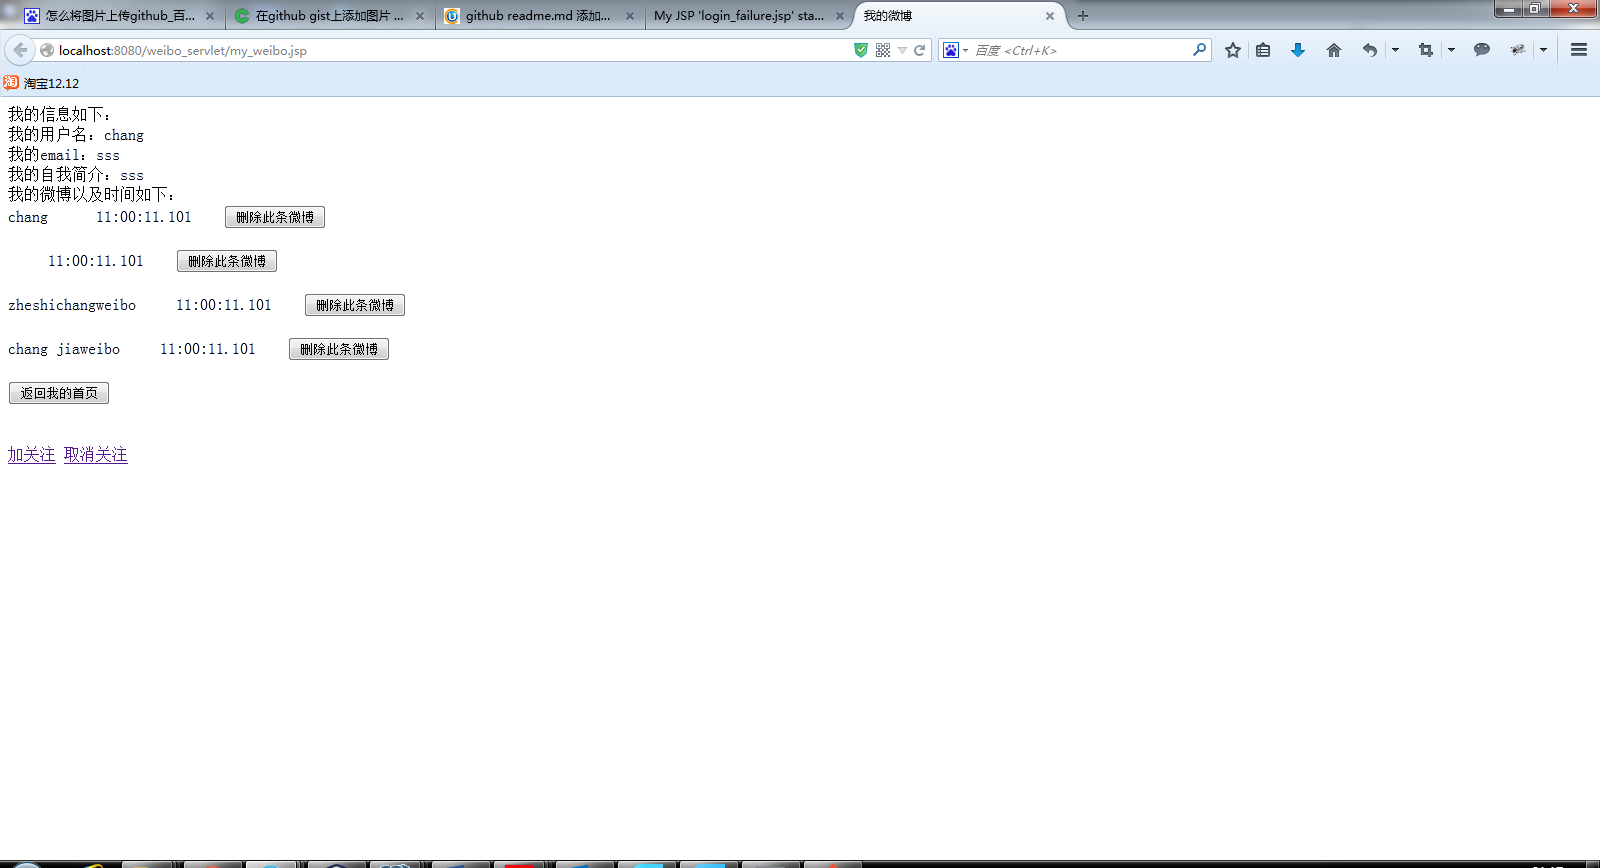 怎么将图片上传github_百...
在github gist上添加图片 ...
github readme.md 添加...
My JSP 'login_failure.jsp' sta...
我的微博
localhost:8080/weibo_servlet/my_weibo.jsp
百度 <Ctrl+K>
淘 淘宝12.12
我的信息如下：
我的用户名：chang
我的email：sss
我的自我简介：sss
我的微博以及时间如下：
chang 11:00:11.101 删除此条微博
11:00:11.101 删除此条微博
zheshichangweibo 11:00:11.101 删除此条微博
chang jiaweibo 11:00:11.101 删除此条微博
返回我的首页
加关注 取消关注